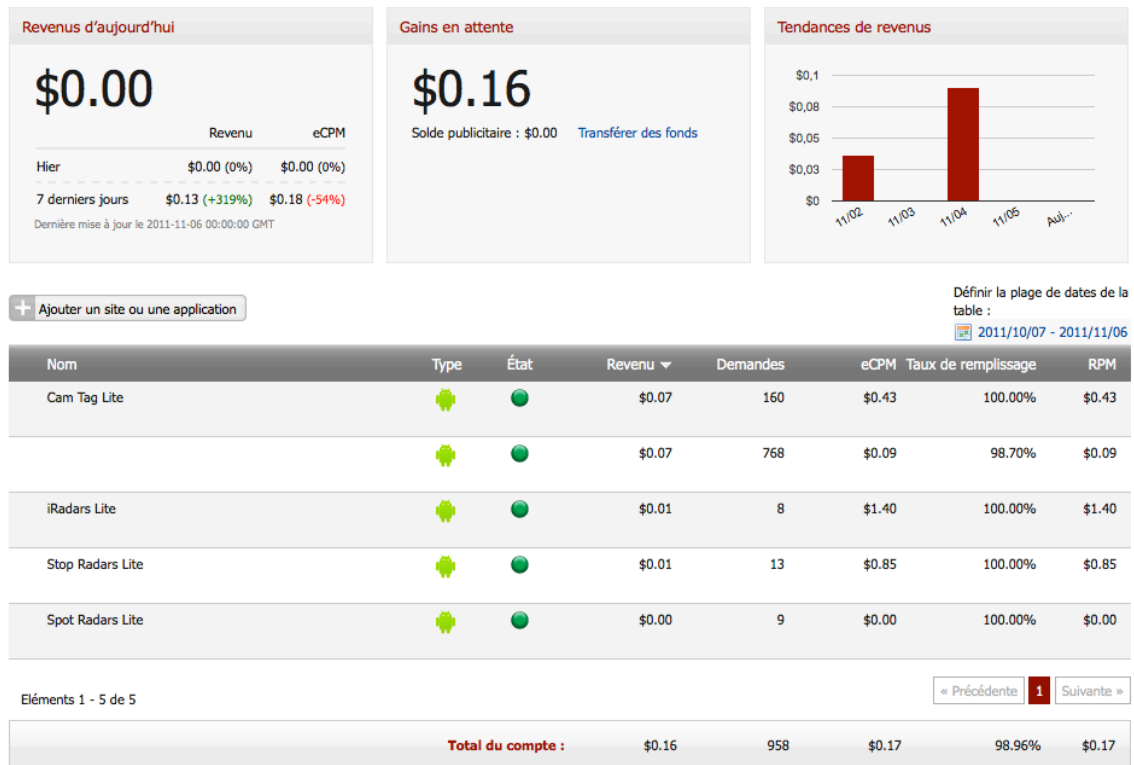 Revenus d'aujourd'hui
$0.00
Revenu eCPM
Hier $0.00 (0%) $0.00 (0%)
7 derniers jours $0.13 (+319%) $0.18 (-54%)
Dernière mise à jour le 2011-11-06 00:00:00 GMT
Gains en attente
$0.16
Solde publicitaire : $0.00 Transférer des fonds
Tendances de revenus
$0,1
$0,08
$0,05
$0,03
$0
11/02 11/03 11/04 11/05 Auj...
Ajouter un site ou une application
Définir la plage de dates de la
table :
2011/10/07 - 2011/11/06
Nom Type État Revenu Demandes eCPM Taux de remplissage RPM
Cam Tag Lite $0.07 160 $0.43 100.00% $0.43
$0.07 768 $0.09 98.70% $0.09
iRadars Lite $0.01 8 $1.40 100.00% $1.40
Stop Radars Lite $0.01 13 $0.85 100.00% $0.85
Spot Radars Lite $0.00 9 $0.00 100.00% $0.00
Eléments 1 - 5 de 5
« Précédente 1 Suivante »
Total du compte : $0.16 958 $0.17 98.96% $0.17